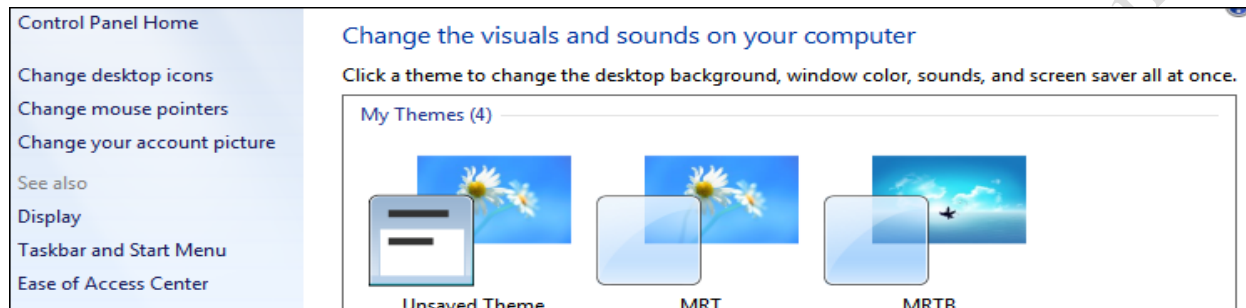 Control Panel Home
Change desktop icons
Change mouse pointers
Change your account picture
See also
Display
Taskbar and Start Menu
Ease of Access Center
Change the visuals and sounds on your computer
Click a theme to change the desktop background, window color, sounds, and screen saver all at once.
My Themes (4)
Unsaved Theme
MRT
MRTB